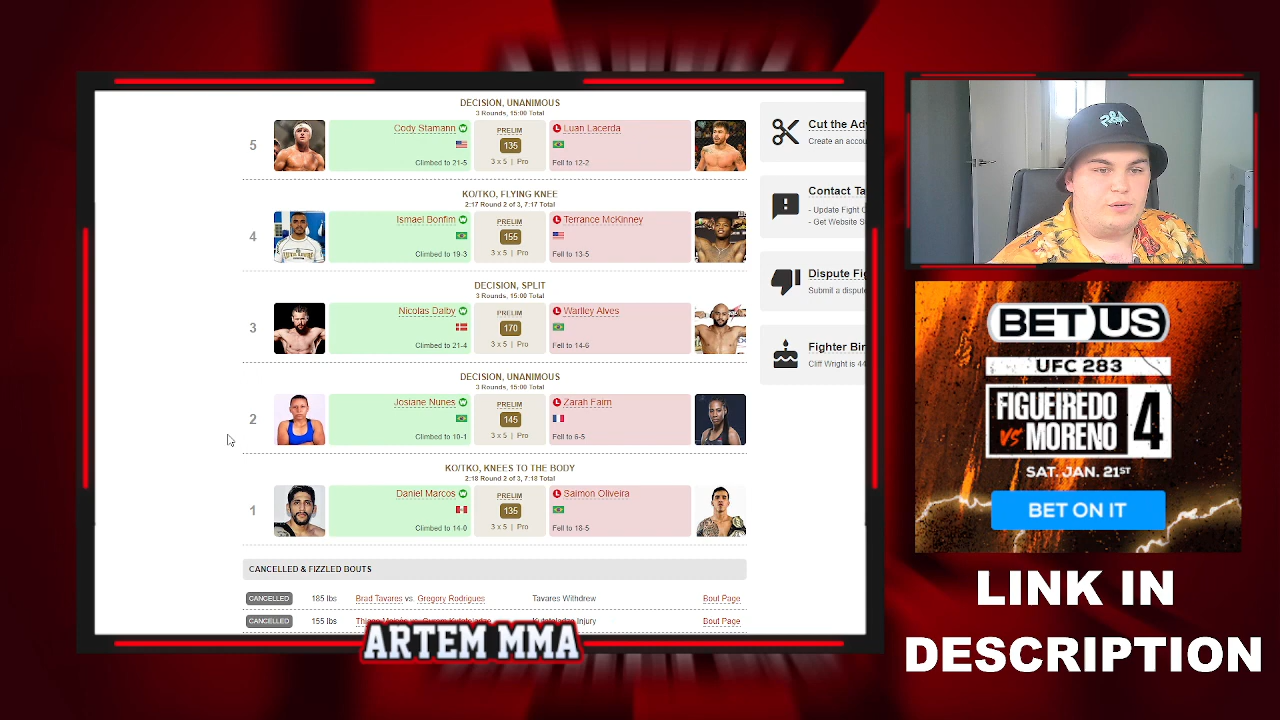 DECISION, UNANIMOUS
3 Rounds, 15:00 Total
5
Cody Stamann
Climbed to 21-5
PRELIM
135
3 x 5 | Pro
Luan Lacerda
Fell to 12-2
KO/TKO, FLYING KNEE
2:17 Round 2 of 3, 7:17 Total
4
Ismael Bonfim
Climbed to 19-3
PRELIM
155
3 x 5 | Pro
Terrance McKinney
Fell to 13-5
DECISION, SPLIT
3 Rounds, 15:00 Total
3
Nicolas Dalby
Climbed to 21-4
PRELIM
170
3 x 5 | Pro
Warlley Alves
Fell to 14-6
DECISION, UNANIMOUS
3 Rounds, 15:00 Total
2
Josiane Nunes
Climbed to 10-1
PRELIM
145
3 x 5 | Pro
Zarah Fairn
Fell to 6-5
KO/TKO, KNEES TO THE BODY
2:18 Round 2 of 3, 7:18 Total
1
Daniel Marcos
Climbed to 14-0
PRELIM
135
3 x 5 | Pro
Saimon Oliveira
Fell to 18-5
CANCELLED & FIZZLED BOUTS
CANCELLED 185 lbs Brad Tavares vs Gregory Rodrigues Tavares Withdrew Bout Page
CANCELLED 155 lbs Injury Bout Page
Cut the Ad
Create an accou
Contact Ta
- Update Fight
- Get Website S
Dispute Fig
Submit a dispute
Fighter Bir
Cliff Wright is 44
ARTEM MMA
BETUS
UFC 283
FIGUEIREDO
VS MORENO 4
SAT. JAN. 21ST
BET ON IT
LINK IN
DESCRIPTION